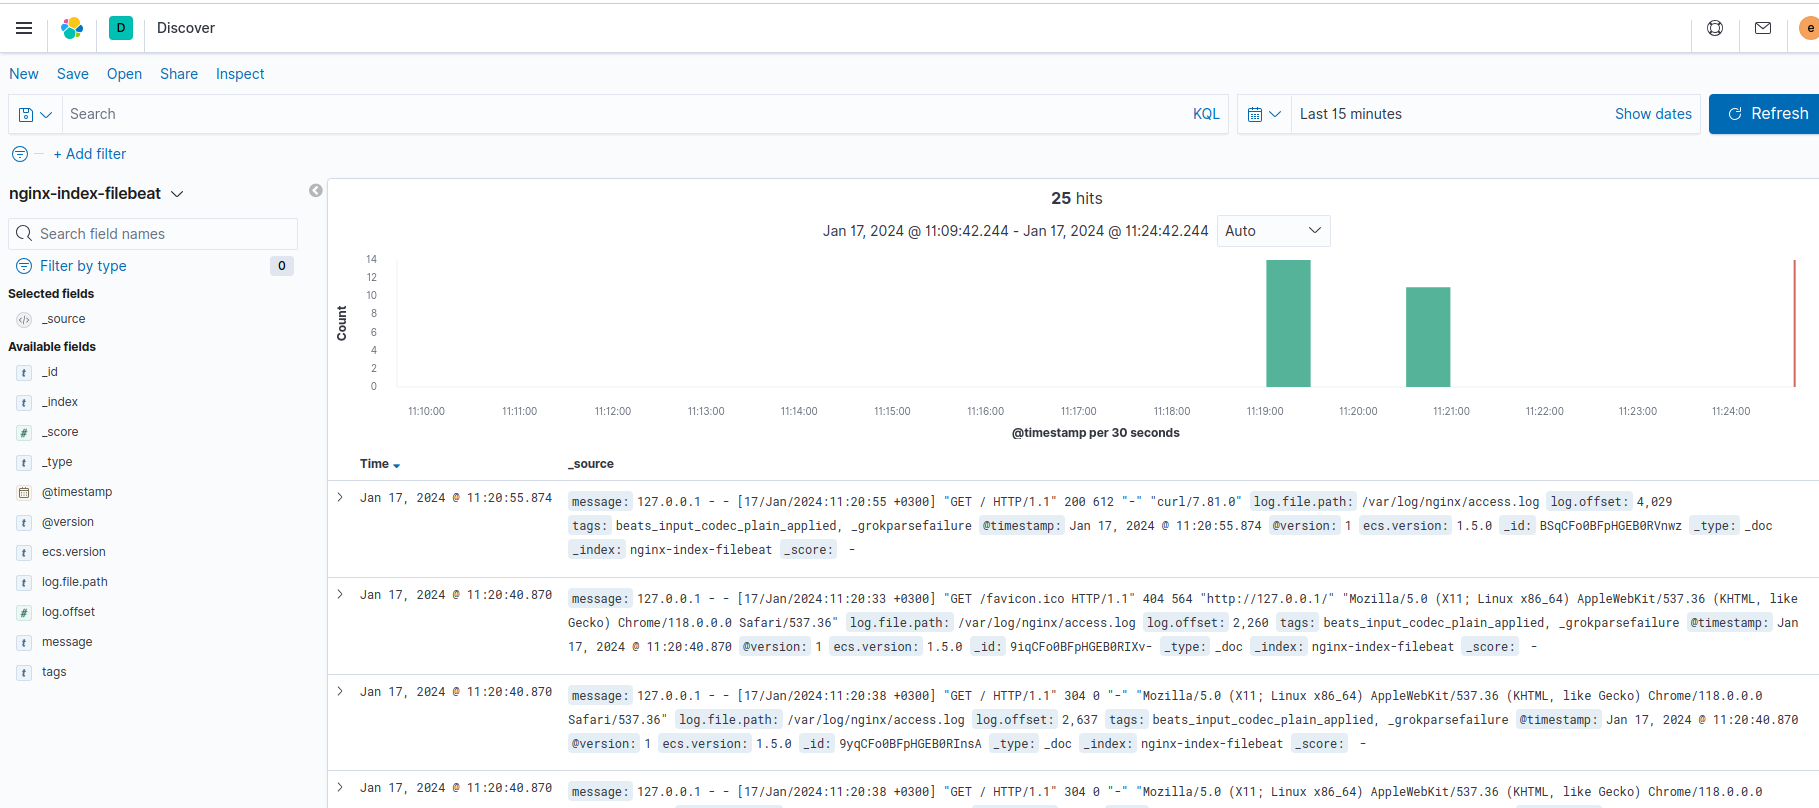 D Discover e
New Save Open Share Inspect
Search KQL Last 15 minutes Show dates Refresh
+ Add filter
nginx-index-filebeat
Search field names
Filter by type 0
Selected fields
_source
Available fields
_id
_index
_score
_type
@timestamp
@version
ecs.version
log.file.path
log.offset
message
tags
25 hits
Jan 17, 2024 @ 11:09:42.244 - Jan 17, 2024 @ 11:24:42.244 Auto
Count
14
12
10
8
6
4
2
0
11:10:00 11:11:00 11:12:00 11:13:00 11:14:00 11:15:00 11:16:00 11:17:00 11:18:00 11:19:00 11:20:00 11:21:00 11:22:00 11:23:00 11:24:00
@timestamp per 30 seconds
Time _source
Jan 17, 2024 @ 11:20:55.874 message: 127.0.0.1 - - [17/Jan/2024:11:20:55 +0300] "GET / HTTP/1.1" 200 612 "-" "curl/7.81.0" log.file.path: /var/log/nginx/access.log log.offset: 4,029
tags: beats_input_codec_plain_applied, _grokparsefailure @timestamp: Jan 17, 2024 @ 11:20:55.874 @version: 1 ecs.version: 1.5.0 _id: BSqCFo0BFpHGEB0RVnwz _type: _doc
_index: nginx-index-filebeat _score: -
Jan 17, 2024 @ 11:20:40.870 message: 127.0.0.1 - - [17/Jan/2024:11:20:33 +0300] "GET /favicon.ico HTTP/1.1" 404 564 "http://127.0.0.1/" "Mozilla/5.0 (X11; Linux x86_64) AppleWebKit/537.36 (KHTML, like
Gecko) Chrome/118.0.0.0 Safari/537.36" log.file.path: /var/log/nginx/access.log log.offset: 2,260 tags: beats_input_codec_plain_applied, _grokparsefailure @timestamp: Jan
17, 2024 @ 11:20:40.870 @version: 1 ecs.version: 1.5.0 _id: 9iqCFo0BFpHGEB0RIXv- _type: _doc _index: nginx-index-filebeat _score: -
Jan 17, 2024 @ 11:20:40.870 message: 127.0.0.1 - - [17/Jan/2024:11:20:38 +0300] "GET / HTTP/1.1" 304 0 "-" "Mozilla/5.0 (X11; Linux x86_64) AppleWebKit/537.36 (KHTML, like Gecko) Chrome/118.0.0.0
Safari/537.36" log.file.path: /var/log/nginx/access.log log.offset: 2,637 tags: beats_input_codec_plain_applied, _grokparsefailure @timestamp: Jan 17, 2024 @ 11:20:40.870
@version: 1 ecs.version: 1.5.0 _id: 9yqCFo0BFpHGEB0RInsA _type: _doc _index: nginx-index-filebeat _score: -
Jan 17, 2024 @ 11:20:40.870 message: 127.0.0.1 - - [17/Jan/2024:11:20:38 +0300] "GET / HTTP/1.1" 304 0 "-" "Mozilla/5.0 (X11; Linux x86_64) AppleWebKit/537.36 (KHTML, like Gecko) Chrome/118.0.0.0